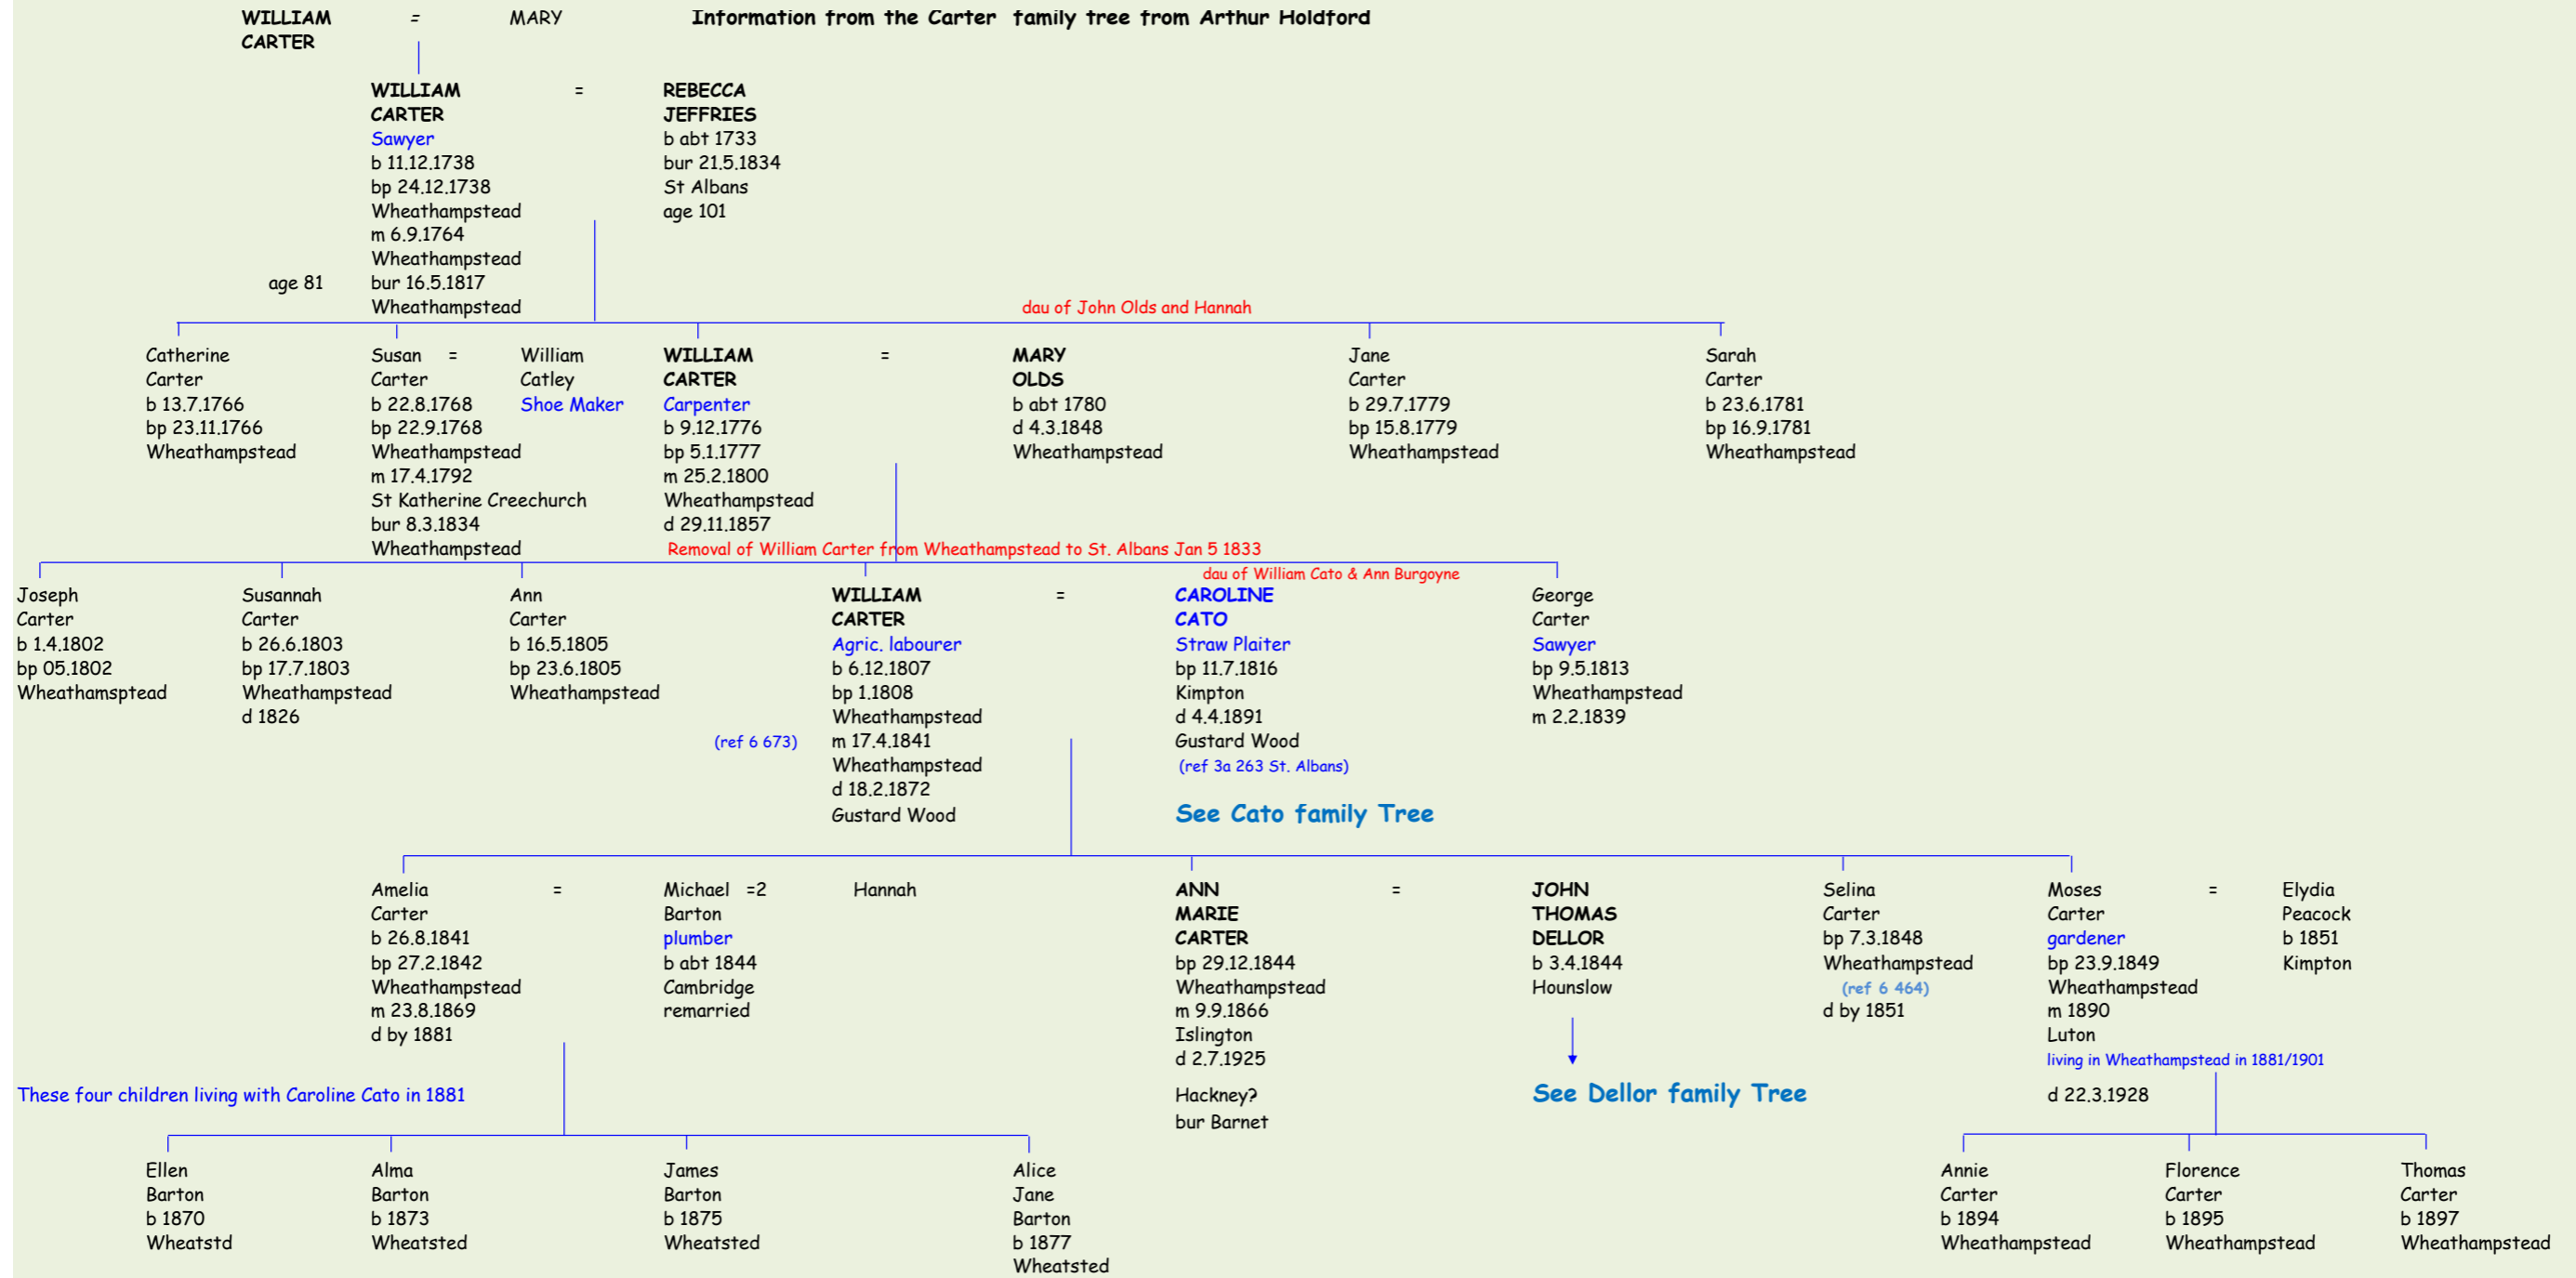 WILLIAM
CARTER
=
MARY
Information from the Carter family tree from Arthur Holdford
WILLIAM
CARTER
Sawyer
b 11.12.1738
bp 24.12.1738
Wheathampstead
m 6.9.1764
Wheathampstead
age 81
bur 16.5.1817
Wheathampstead
=
REBECCA
JEFFRIES
b abt 1733
bur 21.5.1834
St Albans
age 101
dau of John Olds and Hannah
Catherine
Carter
b 13.7.1766
bp 23.11.1766
Wheathampstead
Susan
Carter
b 22.8.1768
bp 22.9.1768
Wheathampstead
m 17.4.1792
St Katherine Creechurch
bur 8.3.1834
Wheathampstead
=
William
Catley
Shoe Maker
WILLIAM
CARTER
Carpenter
b 9.12.1776
bp 5.1.1777
m 25.2.1800
Wheathampstead
d 29.11.1857
=
MARY
OLDS
b abt 1780
d 4.3.1848
Wheathampstead
Jane
Carter
b 29.7.1779
bp 15.8.1779
Wheathampstead
Sarah
Carter
b 23.6.1781
bp 16.9.1781
Wheathampstead
Removal of William Carter from Wheathampstead to St. Albans Jan 5 1833
dau of William Cato & Ann Burgoyne
Joseph
Carter
b 1.4.1802
bp 05.1802
Wheathamsptead
Susannah
Carter
b 26.6.1803
bp 17.7.1803
Wheathampstead
d 1826
Ann
Carter
b 16.5.1805
bp 23.6.1805
Wheathampstead
WILLIAM
CARTER
Agric. labourer
b 6.12.1807
bp 1.1808
Wheathampstead
(ref 6 673)
m 17.4.1841
Wheathampstead
d 18.2.1872
Gustard Wood
=
CAROLINE
CATO
Straw Plaiter
bp 11.7.1816
Kimpton
d 4.4.1891
Gustard Wood
(ref 3a 263 St. Albans)
See Cato family Tree
George
Carter
Sawyer
bp 9.5.1813
Wheathampstead
m 2.2.1839
Amelia
Carter
b 26.8.1841
bp 27.2.1842
Wheathampstead
m 23.8.1869
d by 1881
=
Michael =2
Barton
plumber
b abt 1844
Cambridge
remarried
Hannah
ANN
MARIE
CARTER
bp 29.12.1844
Wheathampstead
m 9.9.1866
Islington
d 2.7.1925
Hackney?
bur Barnet
=
JOHN
THOMAS
DELLOR
b 3.4.1844
Hounslow
See Dellor family Tree
Selina
Carter
bp 7.3.1848
Wheathampstead
(ref 6 464)
d by 1851
Moses
Carter
gardener
bp 23.9.1849
Wheathampstead
m 1890
Luton
living in Wheathampstead in 1881/1901
d 22.3.1928
=
Elydia
Peacock
b 1851
Kimpton
These four children living with Caroline Cato in 1881
Ellen
Barton
b 1870
Wheatstd
Alma
Barton
b 1873
Wheatsted
James
Barton
b 1875
Wheatsted
Alice
Jane
Barton
b 1877
Wheatsted
Annie
Carter
b 1894
Wheathampstead
Florence
Carter
b 1895
Wheathampstead
Thomas
Carter
b 1897
Wheathampstead